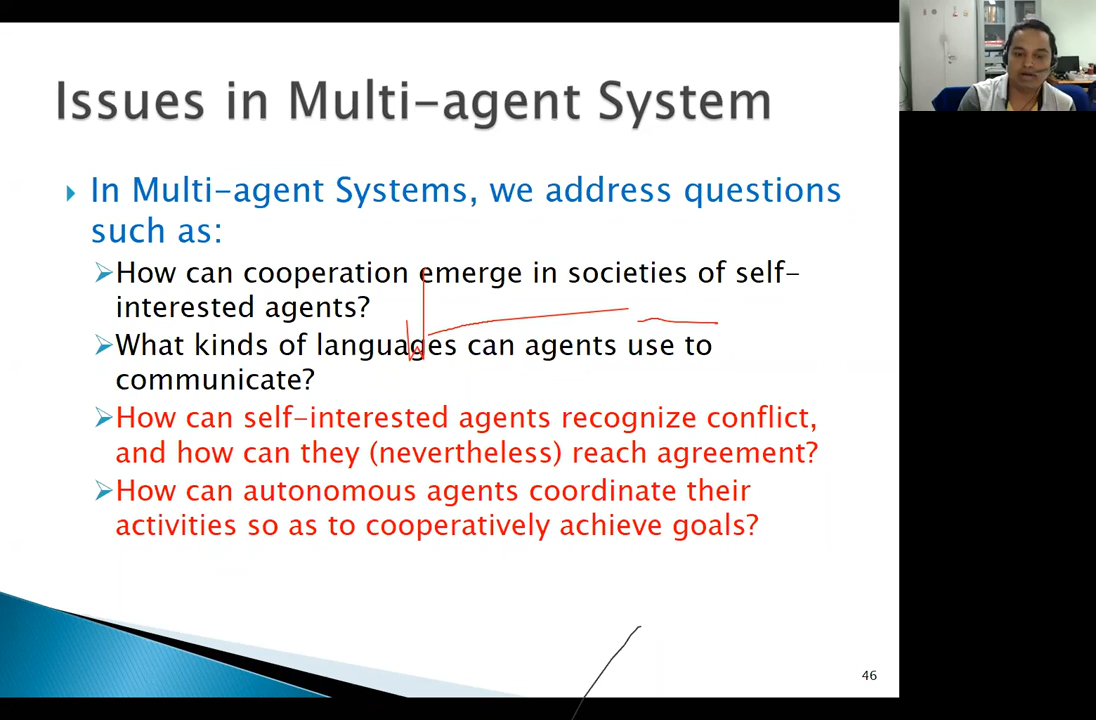 Issues in Multi-agent System
In Multi-agent Systems, we address questions
such as:
How can cooperation emerge in societies of self-
interested agents?
What kinds of languages can agents use to
communicate?
How can self-interested agents recognize conflict,
and how can they (nevertheless) reach agreement?
How can autonomous agents coordinate their
activities so as to cooperatively achieve goals?
46